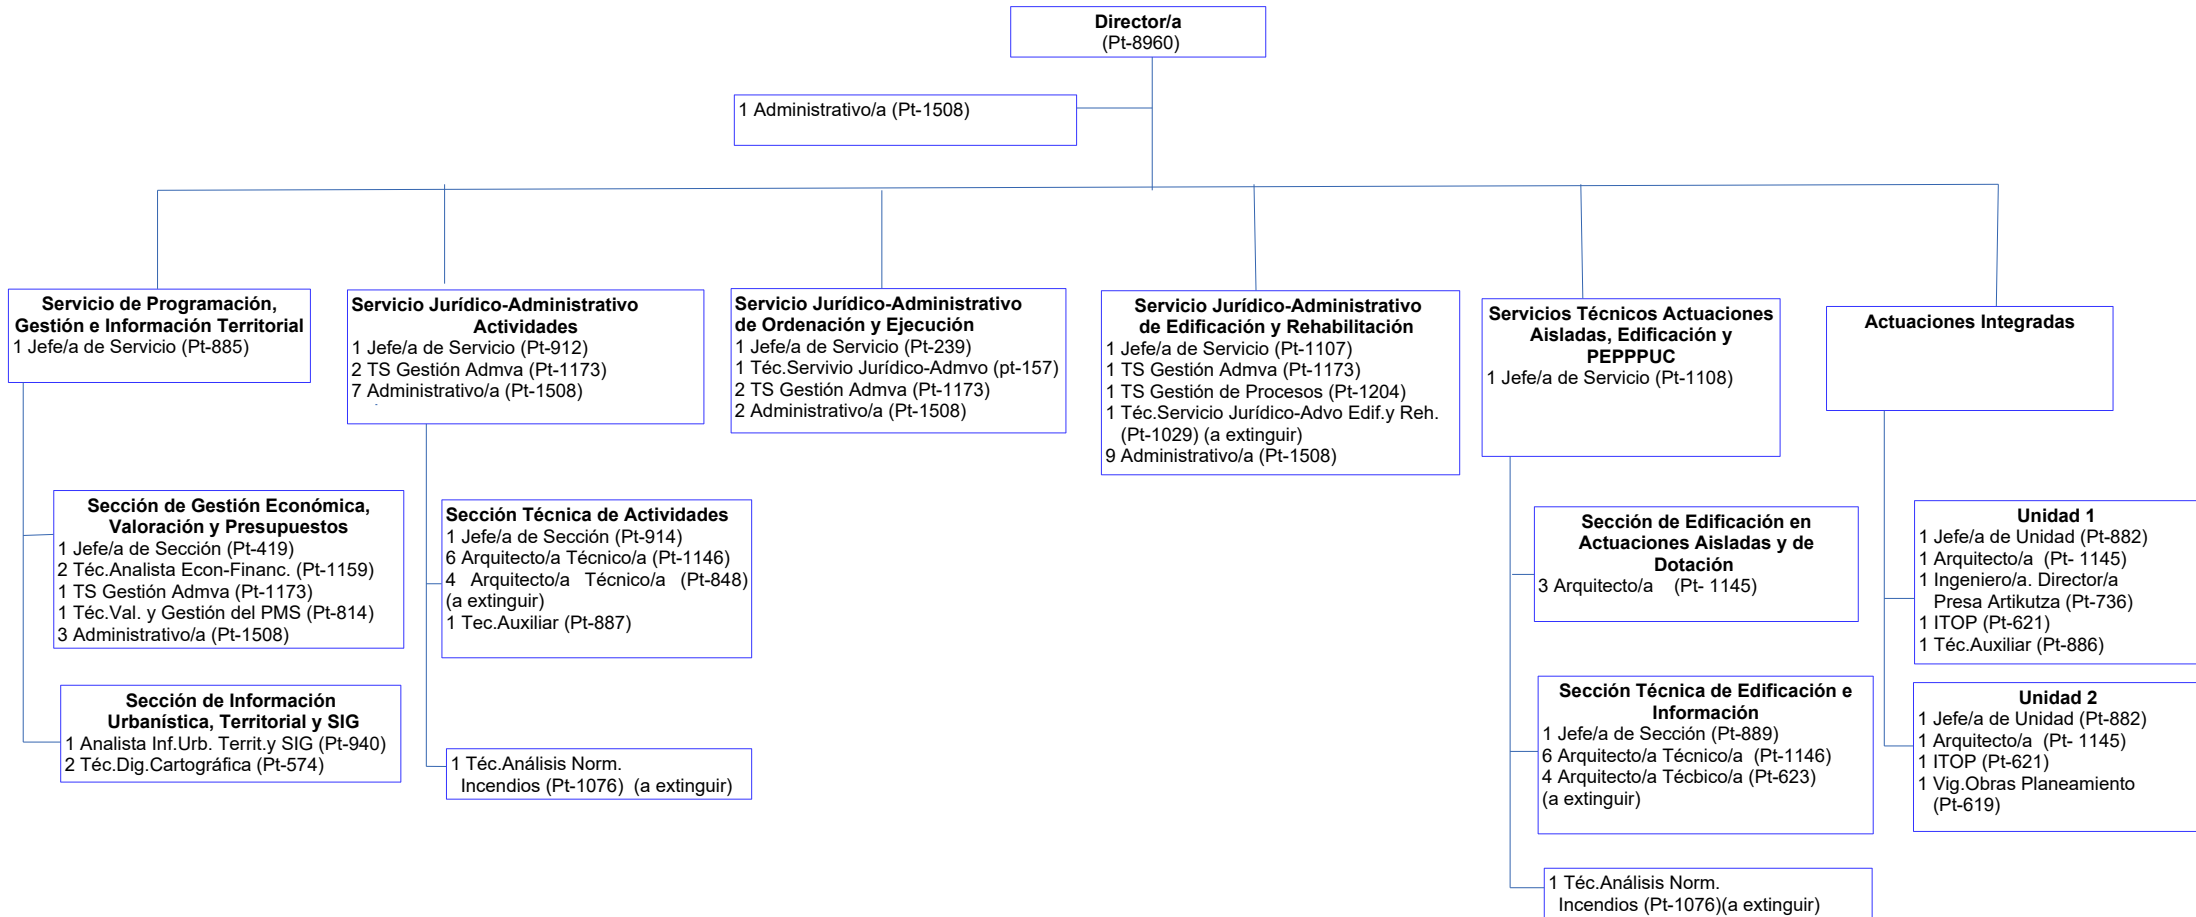 Director/a
(Pt-8960)
1 Administrativo/a (Pt-1508)
Servicio de Programación,
Gestión e Información Territorial
1 Jefe/a de Servicio (Pt-885)
Servicio Jurídico-Administrativo
Actividades
1 Jefe/a de Servicio (Pt-912)
2 TS Gestión Admva (Pt-1173)
7 Administrativo/a (Pt-1508)
Servicio Jurídico-Administrativo
de Ordenación y Ejecución
1 Jefe/a de Servicio (Pt-239)
1 Téc.Servivio Jurídico-Admvo (pt-157)
2 TS Gestión Admva (Pt-1173)
2 Administrativo/a (Pt-1508)
Servicio Jurídico-Administrativo
de Edificación y Rehabilitación
1 Jefe/a de Servicio (Pt-1107)
1 TS Gestión Admva (Pt-1173)
1 TS Gestión de Procesos (Pt-1204)
1 Téc.Servicio Jurídico-Advo Edif.y Reh.
(Pt-1029) (a extinguir)
9 Administrativo/a (Pt-1508)
Servicios Técnicos Actuaciones
Aisladas, Edificación y
PEPPPUC
1 Jefe/a de Servicio (Pt-1108)
Actuaciones Integradas
Sección de Gestión Económica,
Valoración y Presupuestos
1 Jefe/a de Sección (Pt-419)
2 Téc.Analista Econ-Financ. (Pt-1159)
1 TS Gestión Admva (Pt-1173)
1 Téc.Val. y Gestión del PMS (Pt-814)
3 Administrativo/a (Pt-1508)
Sección de Información
Urbanística, Territorial y SIG
1 Analista Inf.Urb. Territ.y SIG (Pt-940)
2 Téc.Dig.Cartográfica (Pt-574)
Sección Técnica de Actividades
1 Jefe/a de Sección (Pt-914)
6 Arquitecto/a Técnico/a (Pt-1146)
4 Arquitecto/a Técnico/a (Pt-848)
(a extinguir)
1 Tec.Auxiliar (Pt-887)
1 Téc.Análisis Norm.
Incendios (Pt-1076) (a extinguir)
Sección de Edificación en
Actuaciones Aisladas y de
Dotación
3 Arquitecto/a (Pt- 1145)
Sección Técnica de Edificación e
Información
1 Jefe/a de Sección (Pt-889)
6 Arquitecto/a Técnico/a (Pt-1146)
4 Arquitecto/a Técbico/a (Pt-623)
(a extinguir)
1 Téc.Análisis Norm.
Incendios (Pt-1076)(a extinguir)
Unidad 1
1 Jefe/a de Unidad (Pt-882)
1 Arquitecto/a (Pt- 1145)
1 Ingeniero/a. Director/a
Presa Artikutza (Pt-736)
1 ITOP (Pt-621)
1 Téc.Auxiliar (Pt-886)
Unidad 2
1 Jefe/a de Unidad (Pt-882)
1 Arquitecto/a (Pt- 1145)
1 ITOP (Pt-621)
1 Vig.Obras Planeamiento
(Pt-619)